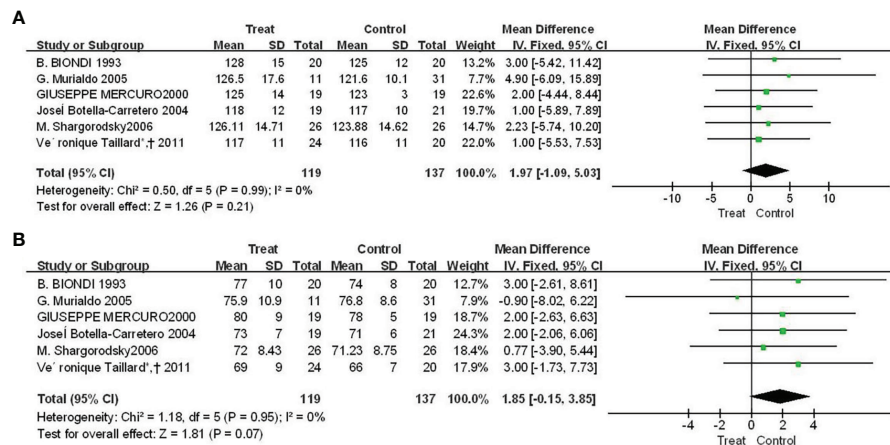 A
Treat Control Mean Difference Mean Difference
Study or Subgroup Mean SD Total Mean SD Total Weight IV. Fixed. 95% CI IV. Fixed. 95% CI
B. BIONDI 1993 128 15 20 125 12 20 13.2% 3.00 [-5.42, 11.42]
G. Murialdo 2005 126.5 17.6 11 121.6 10.1 31 7.7% 4.90 [-6.09, 15.89]
GIUSEPPE MERCURO2000 125 14 19 123 3 19 22.6% 2.00 [-4.44, 8.44]
JoseÍ Botella-Carretero 2004 118 12 19 117 10 21 19.7% 1.00 [-5.89, 7.89]
M. Shargorodsky2006 126.11 14.71 26 123.88 14.62 26 14.7% 2.23 [-5.74, 10.20]
Ve´ ronique Taillard*,† 2011 117 11 24 116 11 20 22.0% 1.00 [-5.53, 7.53]
Total (95% CI) 119 137 100.0% 1.97 [-1.09, 5.03]
Heterogeneity: Chi² = 0.50, df = 5 (P = 0.99); I² = 0%
Test for overall effect: Z = 1.26 (P = 0.21)
-10 -5 0 5 10
Treat Control
B
Treat Control Mean Difference Mean Difference
Study or Subgroup Mean SD Total Mean SD Total Weight IV. Fixed. 95% CI IV. Fixed. 95% CI
B. BIONDI 1993 77 10 20 74 8 20 12.7% 3.00 [-2.61, 8.61]
G. Murialdo 2005 75.9 10.9 11 76.8 8.6 31 7.9% -0.90 [-8.02, 6.22]
GIUSEPPE MERCURO2000 80 9 19 78 5 19 18.7% 2.00 [-2.63, 6.63]
JoseÍ Botella-Carretero 2004 73 7 19 71 6 21 24.3% 2.00 [-2.06, 6.06]
M. Shargorodsky2006 72 8.43 26 71.23 8.75 26 18.4% 0.77 [-3.90, 5.44]
Ve´ ronique Taillard*,† 2011 69 9 24 66 7 20 17.9% 3.00 [-1.73, 7.73]
Total (95% CI) 119 137 100.0% 1.85 [-0.15, 3.85]
Heterogeneity: Chi² = 1.18, df = 5 (P = 0.95); I² = 0%
Test for overall effect: Z = 1.81 (P = 0.07)
-4 -2 0 2 4
Treat Control